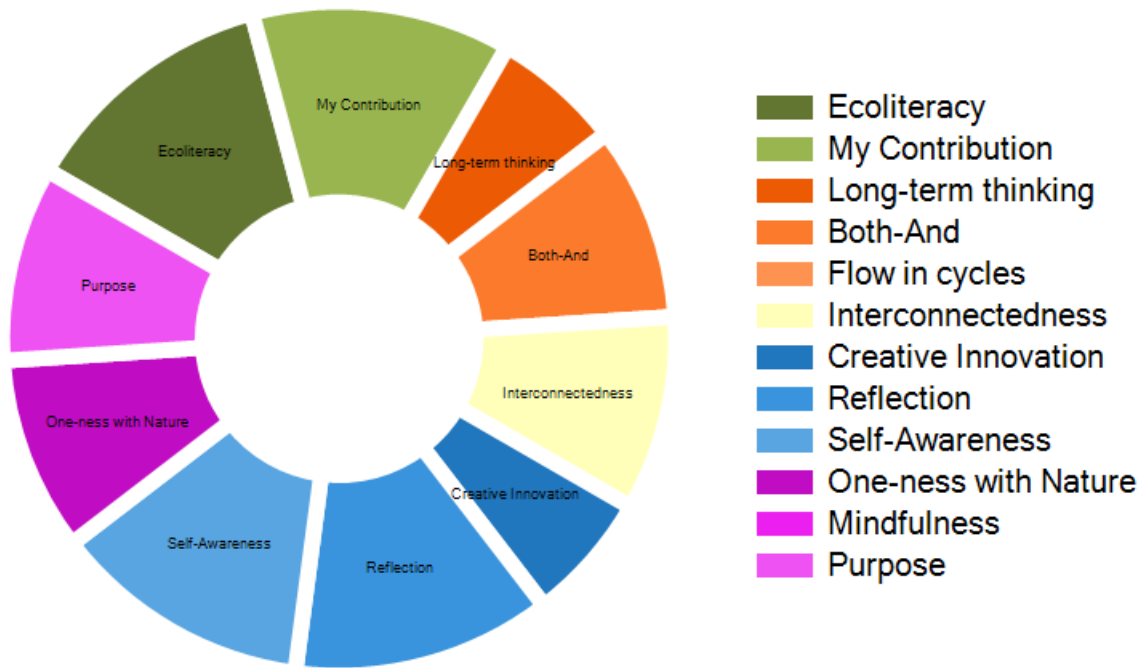 My Contribution
Ecoliteracy
Long-term thinking
Both-And
Purpose
Interconnectedness
One-ness with Nature
Creative Innovation
Self-Awareness
Reflection
Ecoliteracy
My Contribution
Long-term thinking
Both-And
Flow in cycles
Interconnectedness
Creative Innovation
Reflection
Self-Awareness
One-ness with Nature
Mindfulness
Purpose